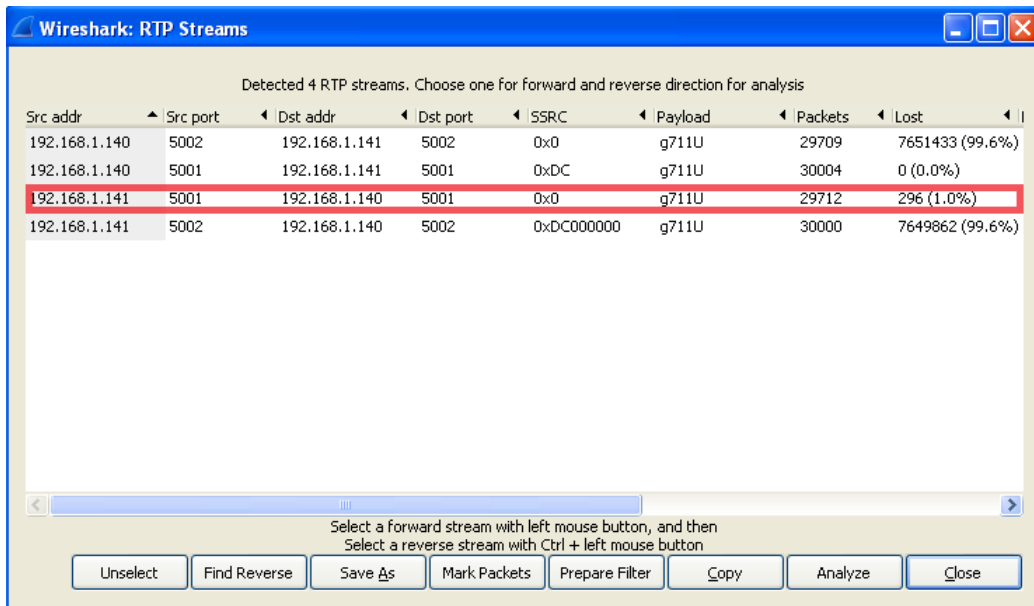 Wireshark: RTP Streams
Detected 4 RTP streams. Choose one for forward and reverse direction for analysis
Src addr Src port Dst addr Dst port SSRC Payload Packets Lost
192.168.1.140 5002 192.168.1.141 5002 0x0 g711U 29709 7651433 (99.6%)
192.168.1.140 5001 192.168.1.141 5001 0xDC g711U 30004 0 (0.0%)
192.168.1.141 5001 192.168.1.140 5001 0x0 g711U 29712 296 (1.0%)
192.168.1.141 5002 192.168.1.140 5002 0xDC000000 g711U 30000 7649862 (99.6%)
Select a forward stream with left mouse button, and then
Select a reverse stream with Ctrl + left mouse button
Unselect Find Reverse Save As Mark Packets Prepare Filter Copy Analyze Close